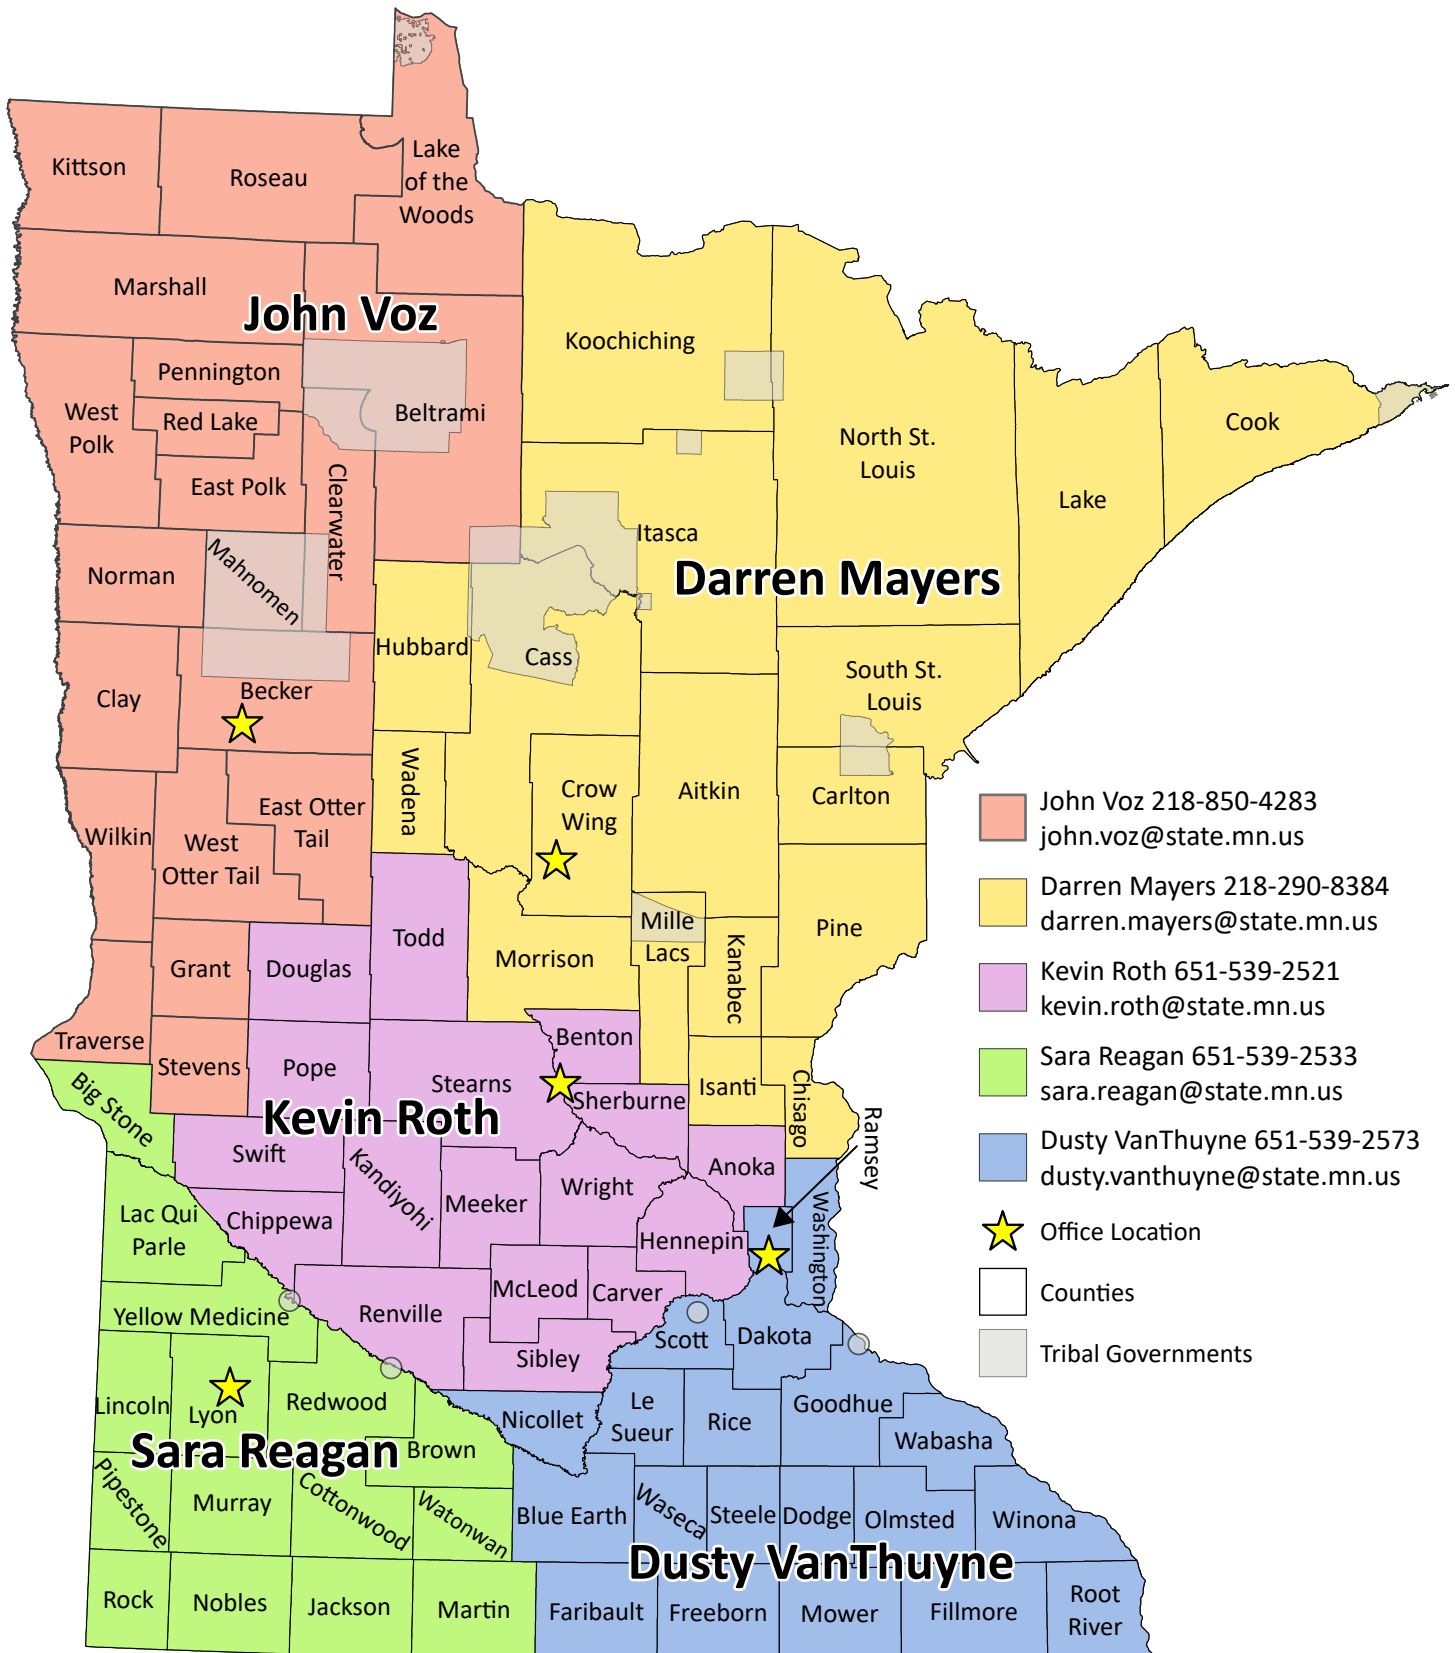 Kittson
Roseau
Lake
of the
Woods
Marshall
John Voz
Koochiching
Pennington
West
Polk
Red Lake
Beltrami
East Polk
Clearwater
North St.
Louis
Lake
Cook
Itasca
Norman
Mahnomen
Darren Mayers
Hubbard
Cass
South St.
Louis
Clay
Becker
Wadena
Crow
Wing
Aitkin
Carlton
Wilkin
West
Otter Tail
East Otter
Tail
Todd
Morrison
Mille
Lacs
Kanabec
Pine
Grant
Douglas
Traverse
Stevens
Pope
Stearns
Benton
Sherburne
Isanti
Chisago
Ramsey
Big Stone
Kevin Roth
Swift
Kandiyohi
Meeker
Wright
Anoka
Washington
Lac Qui
Parle
Chippewa
Hennepin
Yellow Medicine
Renville
McLeod
Carver
Sibley
Scott
Dakota
Lincoln
Lyon
Redwood
Brown
Nicollet
Le
Sueur
Rice
Goodhue
Wabasha
Sara Reagan
Pipestone
Murray
Cottonwood
Watonwan
Blue Earth
Waseca
Steele
Dodge
Olmsted
Winona
Dusty VanThuyne
Rock
Nobles
Jackson
Martin
Faribault
Freeborn
Mower
Fillmore
Root
River
John Voz 218-850-4283
john.voz@state.mn.us
Darren Mayers 218-290-8384
darren.mayers@state.mn.us
Kevin Roth 651-539-2521
kevin.roth@state.mn.us
Sara Reagan 651-539-2533
sara.reagan@state.mn.us
Dusty VanThuyne 651-539-2573
dusty.vanthuyne@state.mn.us
Office Location
Counties
Tribal Governments